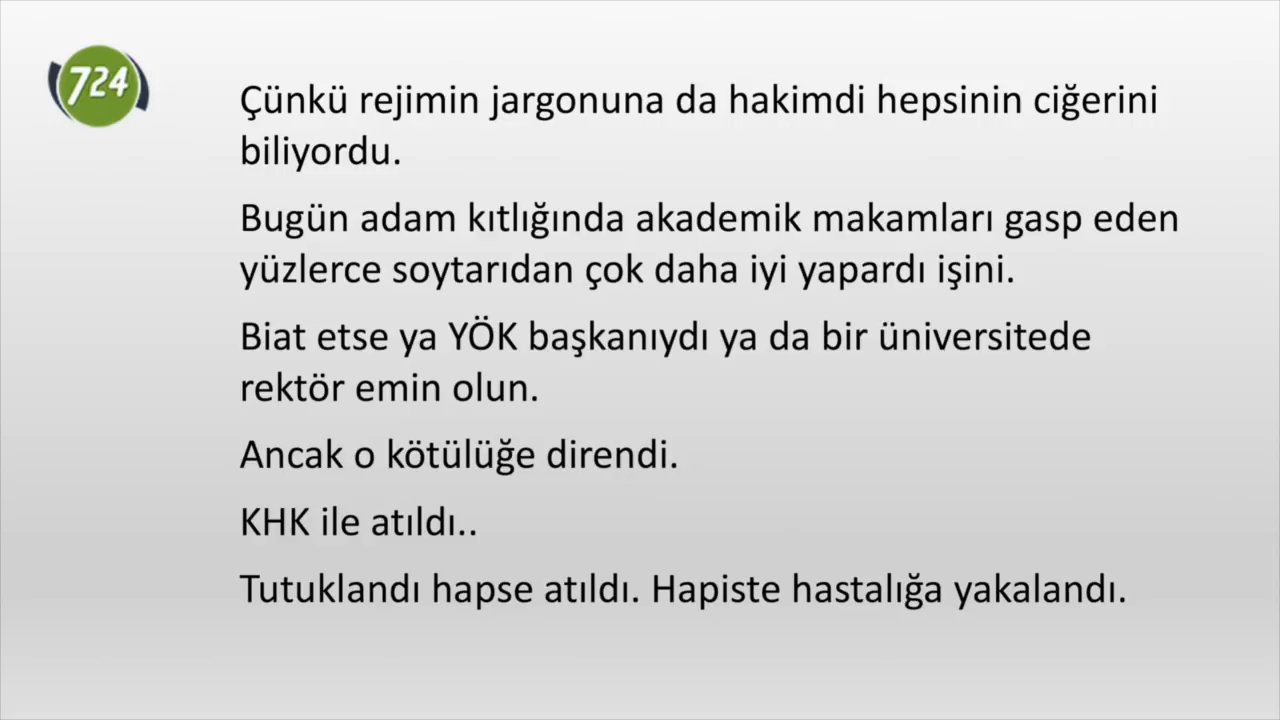 724
Çünkü rejimin jargonuna da hakimdi hepsinin ciğerini
biliyordu.
Bugün adam kıtlığında akademik makamları gasp eden
yüzlerce soytarıdan çok daha iyi yapardı işini.
Biat etse ya YÖK başkanıydı ya da bir üniversitede
rektör emin olun.
Ancak o kötülüğe direndi.
KHK ile atıldı..
Tutuklandı hapse atıldı. Hapiste hastalığa yakalandı.